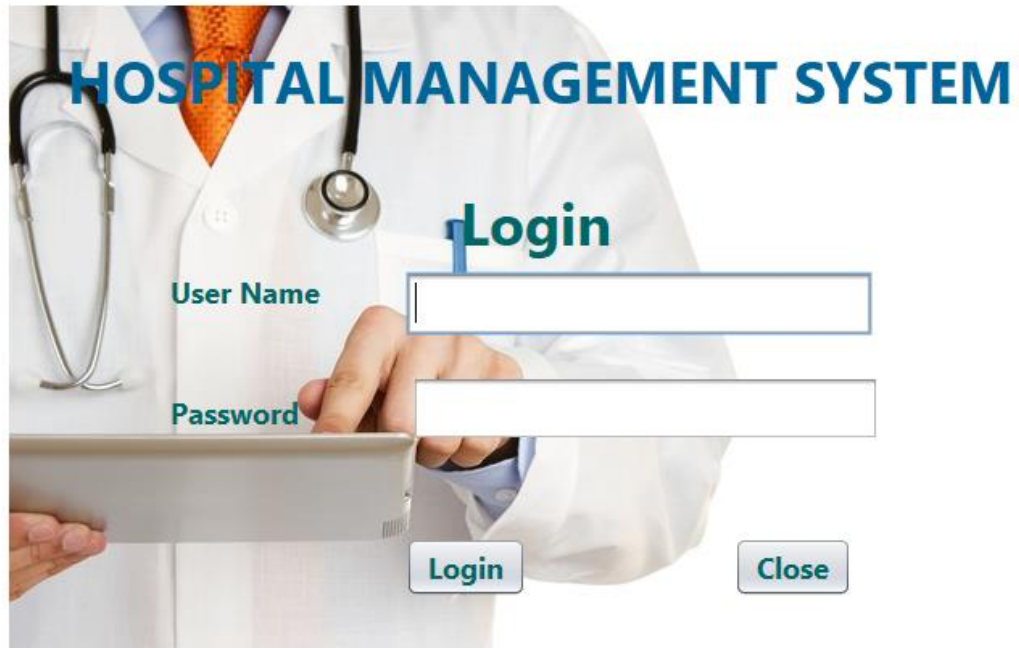 HOSPITAL MANAGEMENT SYSTEM
Login
User Name
Password
Login Close